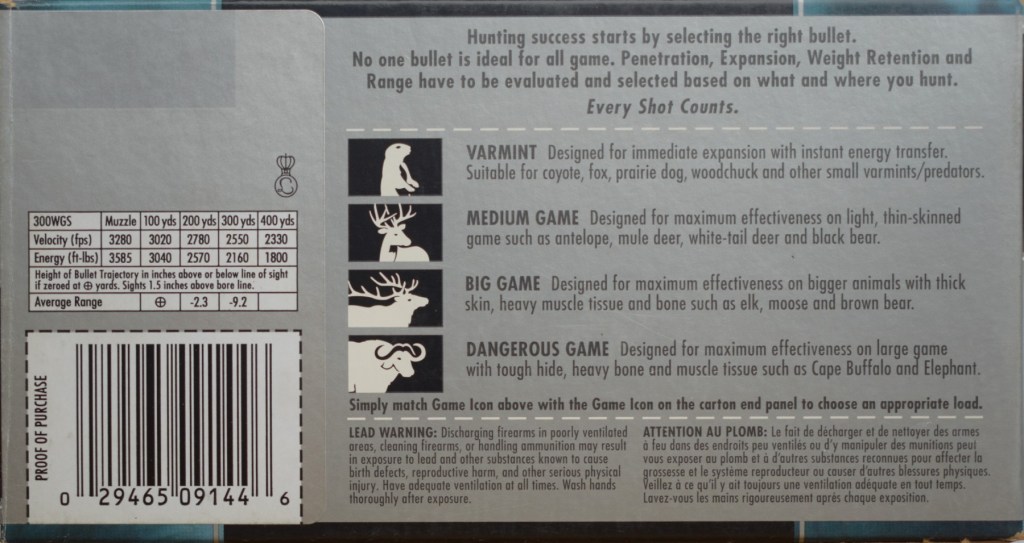 Hunting success starts by selecting the right bullet.
No one bullet is ideal for all game. Penetration, Expansion, Weight Retention and
Range have to be evaluated and selected based on what and where you hunt.
Every Shot Counts.
VARMINT Designed for immediate expansion with instant energy transfer.
Suitable for coyote, fox, prairie dog, woodchuck and other small varmints/predators.
MEDIUM GAME Designed for maximum effectiveness on light, thin-skinned
game such as antelope, mule deer, white-tail deer and black bear.
BIG GAME Designed for maximum effectiveness on bigger animals with thick
skin, heavy muscle tissue and bone such as elk, moose and brown bear.
DANGEROUS GAME Designed for maximum effectiveness on large game
with tough hide, heavy bone and muscle tissue such as Cape Buffalo and Elephant.
Simply match Game Icon above with the Game Icon on the carton end panel to choose an appropriate load.
300WGS Muzzle 100 yds 200 yds 300 yds 400 yds
Velocity (fps) 3280 3020 2780 2550 2330
Energy (ft-lbs) 3585 3040 2570 2160 1800
Height of Bullet Trajectory in inches above or below line of sight
if zeroed at ⊕ yards. Sights 1.5 inches above bore line.
Average Range ⊕ -2.3 -9.2
PROOF OF PURCHASE
0 29465 09144 6
LEAD WARNING: Discharging firearms in poorly ventilated
areas, cleaning firearms, or handling ammunition may result
in exposure to lead and other substances known to cause
birth defects, reproductive harm, and other serious physical
injury. Have adequate ventilation at all times. Wash hands
thoroughly after exposure.
ATTENTION AU PLOMB: Le fait de décharger et de nettoyer des armes
á feu dans des endroits peu ventilés ou d'y manipuler des munitions peut
vous exposer au plomb et á d'autres substances reconnues pour affecter la
grossesse et le systéme reproducteur ou causer d'autres blessures physiques.
Veillez á ce qu'il y ait toujours une ventilation adéquate en tout temps.
Lavez-vous les mains rigoureusement aprés chaque exposition.